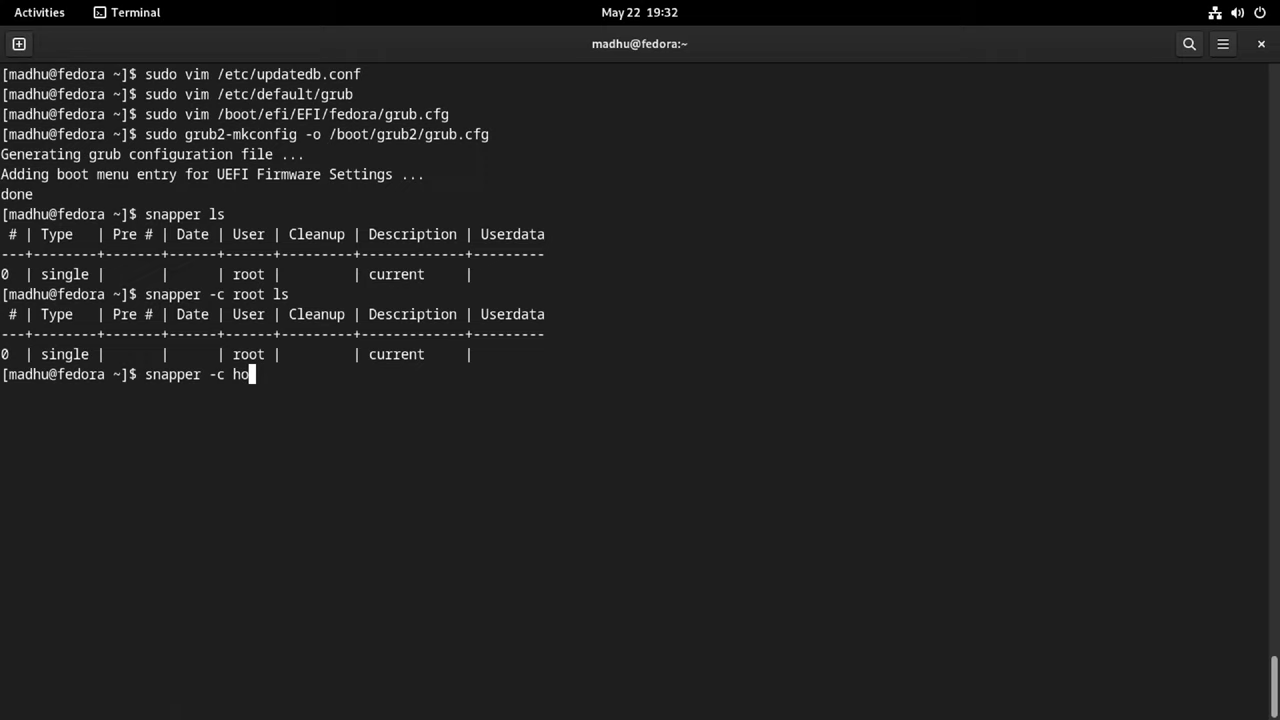 Activities Terminal May 22 19:32
madhu@fedora:~
[madhu@fedora ~]$ sudo vim /etc/updatedb.conf
[madhu@fedora ~]$ sudo vim /etc/default/grub
[madhu@fedora ~]$ sudo vim /boot/efi/EFI/fedora/grub.cfg
[madhu@fedora ~]$ sudo grub2-mkconfig -o /boot/grub2/grub.cfg
Generating grub configuration file ...
Adding boot menu entry for UEFI Firmware Settings ...
done
[madhu@fedora ~]$ snapper ls
 # | Type   | Pre # | Date | User | Cleanup | Description | Userdata
---+--------+-------+------+------+---------+-------------+---------
0  | single |       |      | root |         | current     |
[madhu@fedora ~]$ snapper -c root ls
 # | Type   | Pre # | Date | User | Cleanup | Description | Userdata
---+--------+-------+------+------+---------+-------------+---------
0  | single |       |      | root |         | current     |
[madhu@fedora ~]$ snapper -c ho